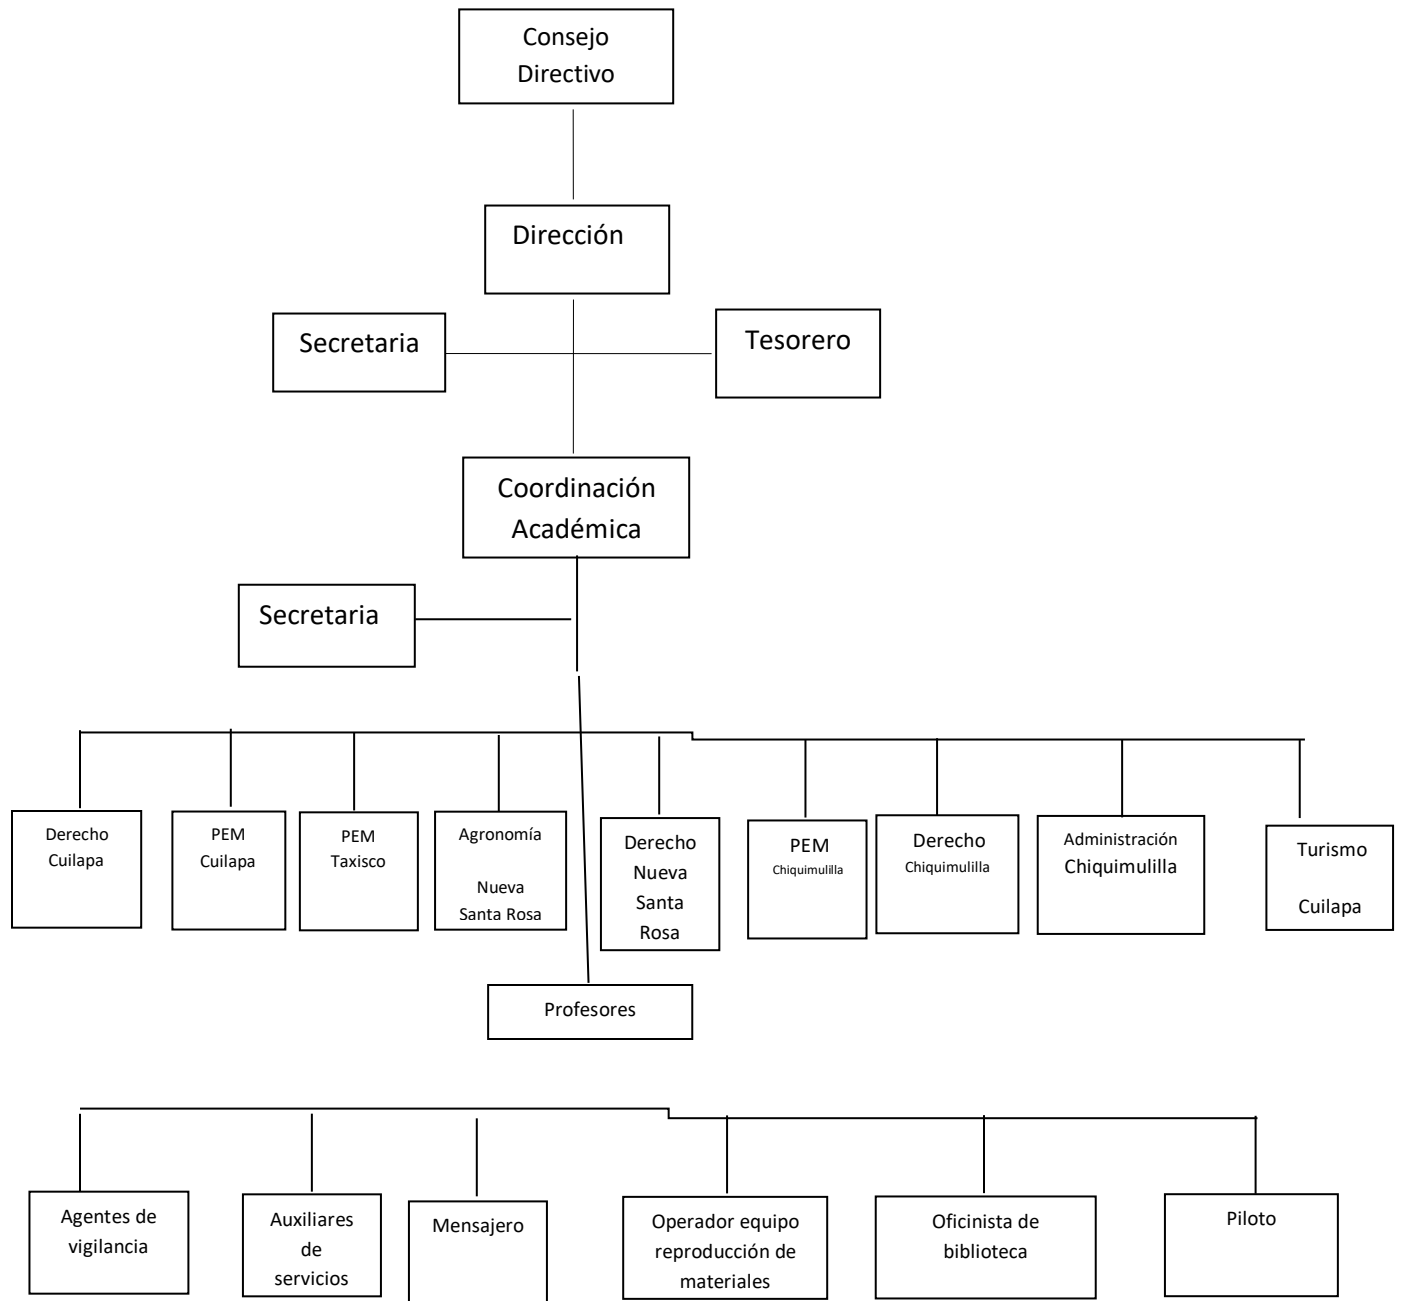 Consejo
Directivo
Dirección
Secretaria
Tesorero
Coordinación
Académica
Secretaria
Derecho
Cuilapa
PEM
Cuilapa
PEM
Taxisco
Agronomía
Nueva
Santa Rosa
Derecho
Nueva
Santa
Rosa
PEM
Chiquimulilla
Derecho
Chiquimulilla
Administración
Chiquimulilla
Turismo
Cuilapa
Profesores
Agentes de
vigilancia
Auxiliares
de
servicios
Mensajero
Operador equipo
reproducción de
materiales
Oficinista de
biblioteca
Piloto